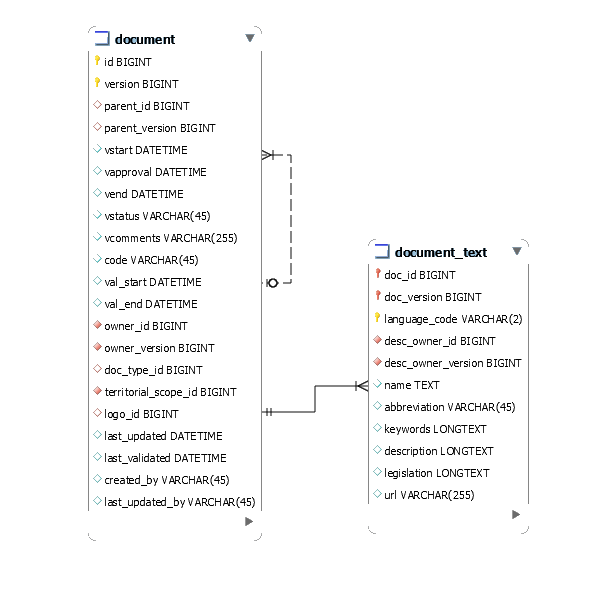 document
id BIGINT
version BIGINT
parent_id BIGINT
parent_version BIGINT
vstart DATETIME
vapproval DATETIME
vend DATETIME
vstatus VARCHAR(45)
vcomments VARCHAR(255)
code VARCHAR(45)
val_start DATETIME
val_end DATETIME
owner_id BIGINT
owner_version BIGINT
doc_type_id BIGINT
territorial_scope_id BIGINT
logo_id BIGINT
last_updated DATETIME
last_validated DATETIME
created_by VARCHAR(45)
last_updated_by VARCHAR(45)
document_text
doc_id BIGINT
doc_version BIGINT
language_code VARCHAR(2)
desc_owner_id BIGINT
desc_owner_version BIGINT
name TEXT
abbreviation VARCHAR(45)
keywords LONGTEXT
description LONGTEXT
legislation LONGTEXT
url VARCHAR(255)